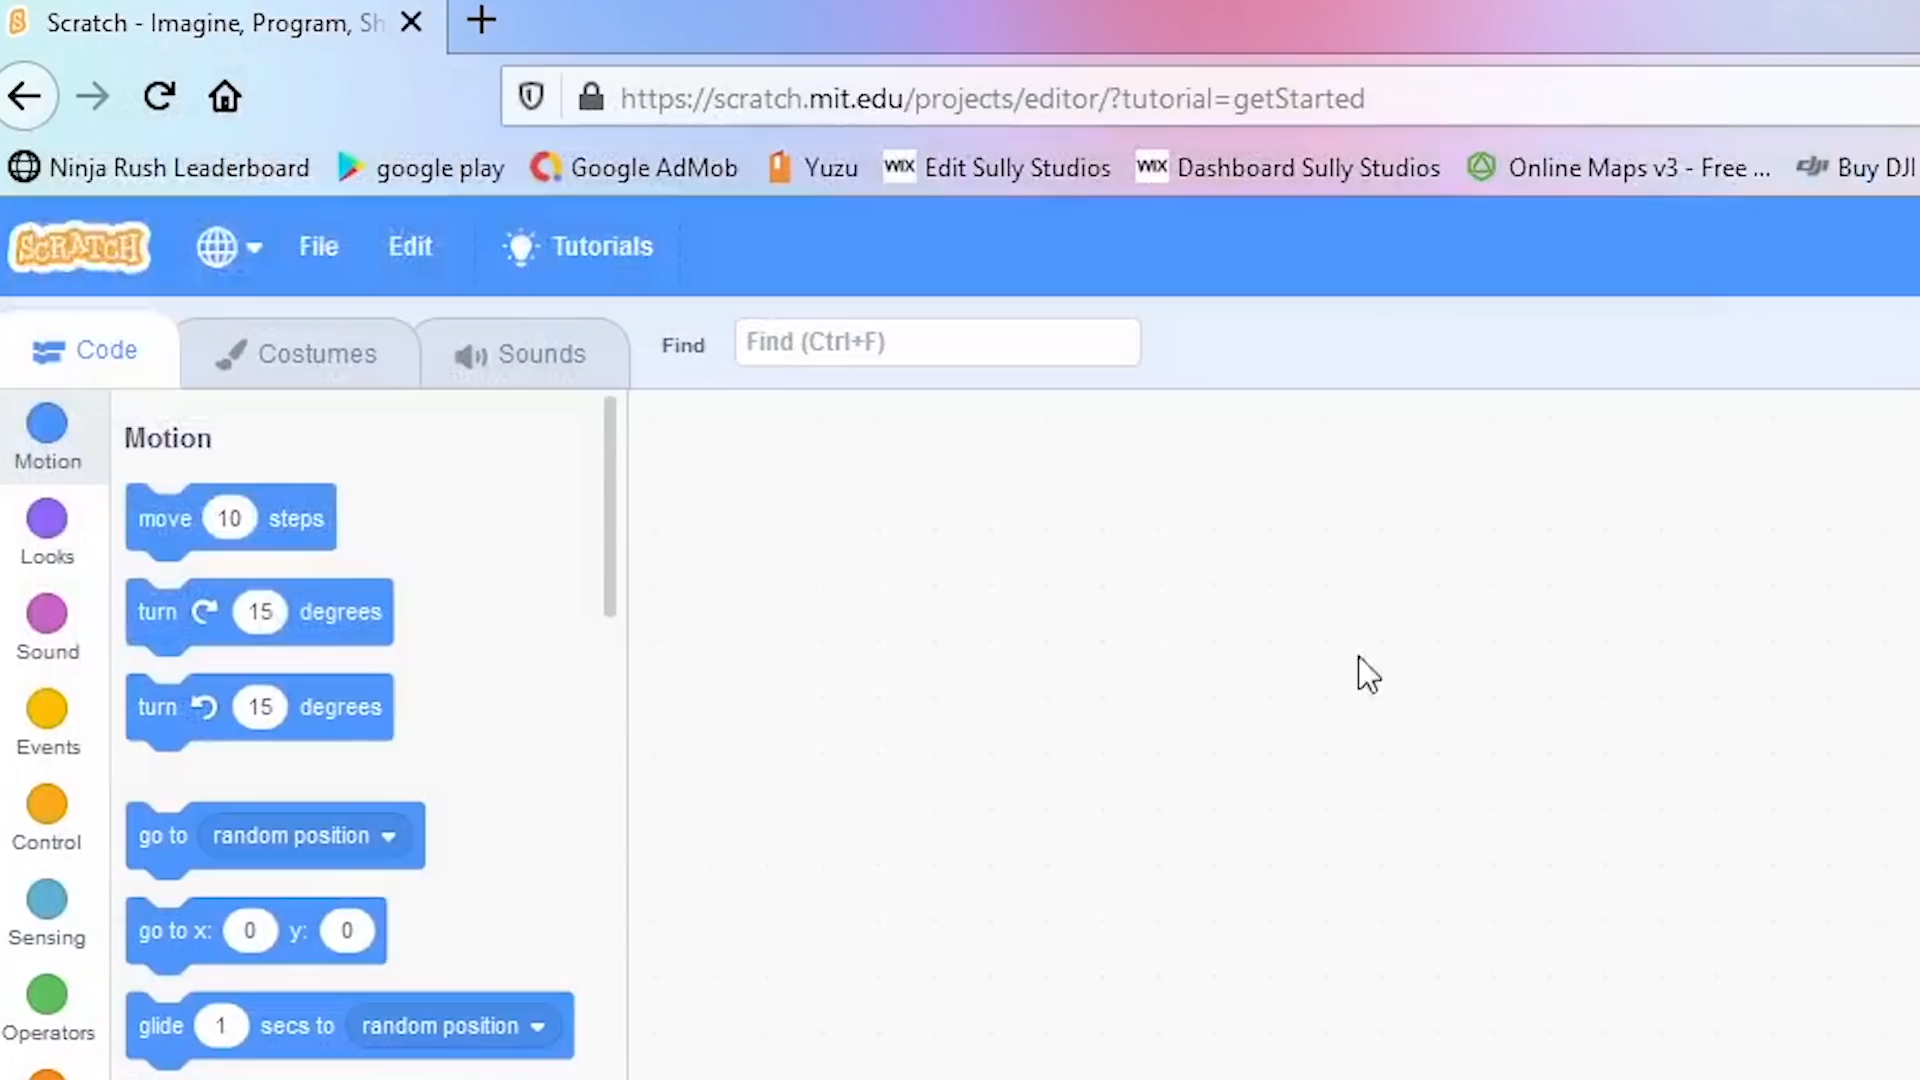 Scratch - Imagine, Program, Sh
https://scratch.mit.edu/projects/editor/?tutorial=getStarted
Ninja Rush Leaderboard google play Google AdMob Yuzu WIX Edit Sully Studios WIX Dashboard Sully Studios Online Maps v3 - Free ... dji Buy DJI
SCRATCH File Edit Tutorials
Code Costumes Sounds Find Find (Ctrl+F)
Motion
Looks
Sound
Events
Control
Sensing
Operators
Motion
move 10 steps
turn 15 degrees
turn 15 degrees
go to random position
go to x: 0 y: 0
glide 1 secs to random position